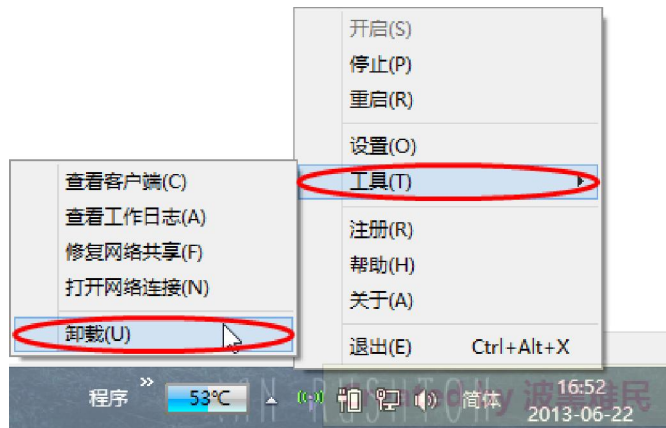 开启(S)
停止(P)
重启(R)
设置(O)
工具(T)
注册(R)
帮助(H)
关于(A)
退出(E) Ctrl+Alt+X
查看客户端(C)
查看工作日志(A)
修复网络共享(F)
打开网络连接(N)
卸载(U)
程序 » 53℃ 简体 16:52
2013-06-22